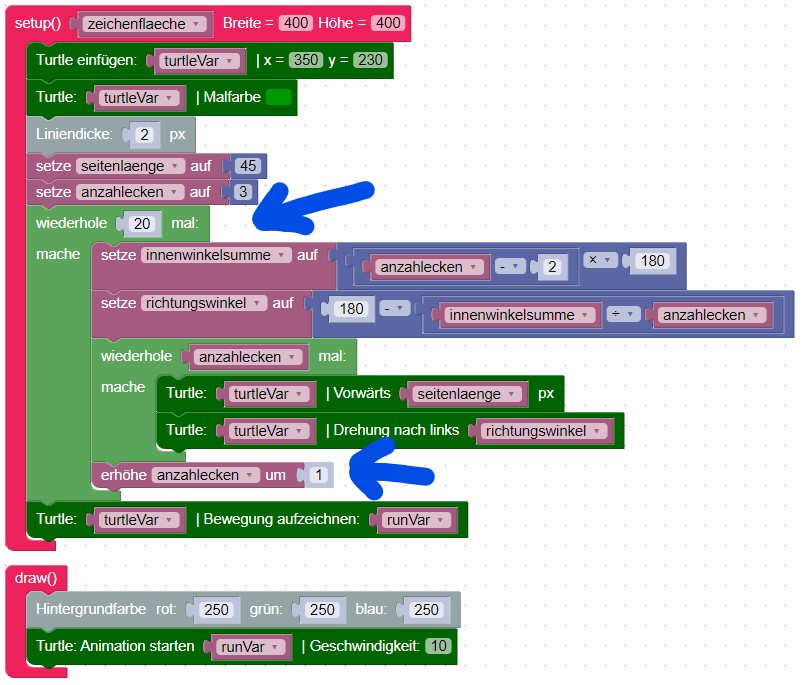 setup() zeichenflaeche Breite = 400 Höhe = 400
Turtle einfügen: turtleVar | x = 350 y = 230
Turtle: turtleVar | Malfarbe
Liniendicke: 2 px
setze seitenlaenge auf 45
setze anzahlecken auf 3
wiederhole 20 mal:
mache setze innenwinkelsumme auf anzahlecken - 2 × 180
setze richtungswinkel auf 180 - innenwinkelsumme ÷ anzahlecken
wiederhole anzahlecken mal:
mache Turtle: turtleVar | Vorwärts seitenlaenge px
Turtle: turtleVar | Drehung nach links richtungswinkel
erhöhe anzahlecken um 1
Turtle: turtleVar | Bewegung aufzeichnen: runVar
draw()
Hintergrundfarbe rot: 250 grün: 250 blau: 250
Turtle: Animation starten runVar | Geschwindigkeit: 10